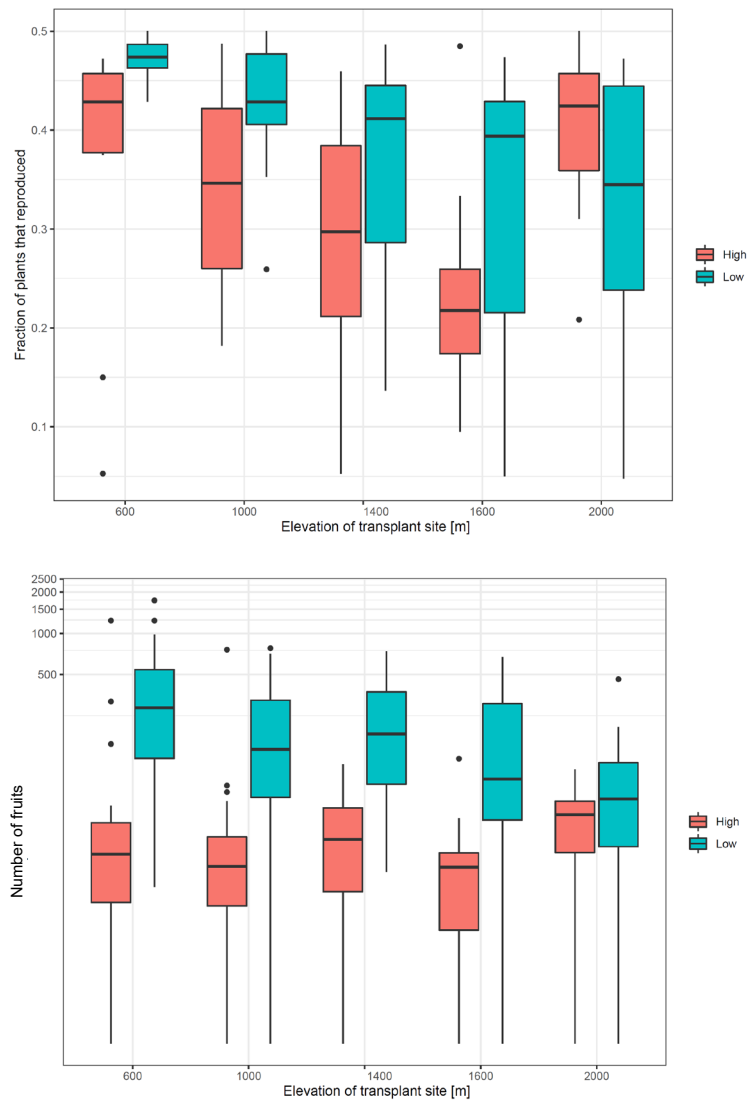 0.5
0.4
0.3
0.2
0.1
Fraction of plants that reproduced
600 1000 1400 1600 2000
Elevation of transplant site [m]
High
Low
2500
2000
1500
1000
500
Number of fruits
600 1000 1400 1600 2000
Elevation of transplant site [m]
High
Low